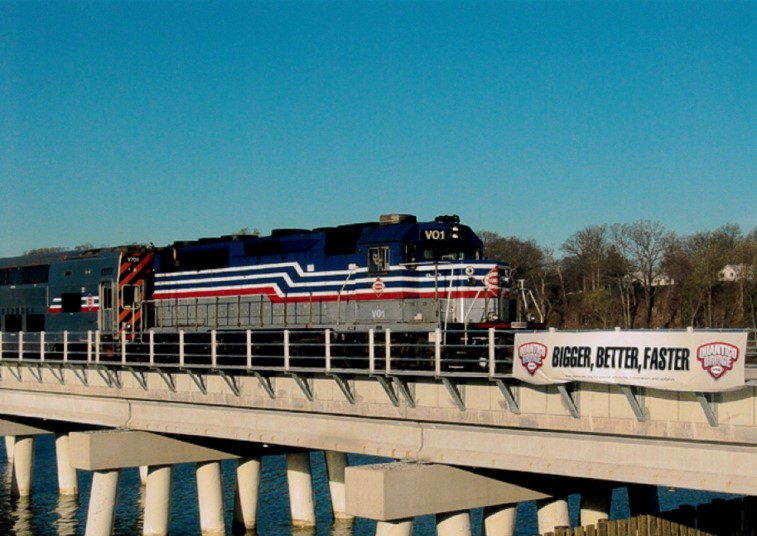 V01
V01
QUANTICO
BRIDGE
BIGGER, BETTER, FASTER
QUANTICO
BRIDGE